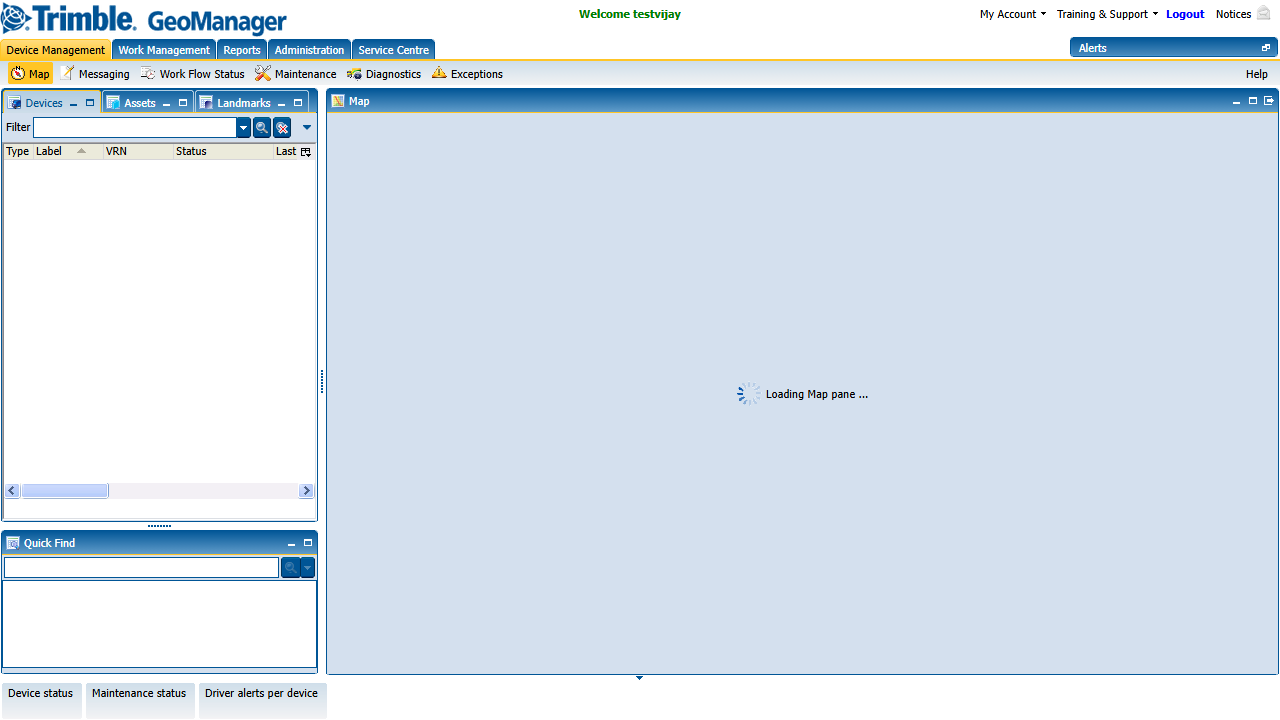 Trimble. GeoManager
Welcome testvijay
My Account Training & Support Logout Notices
Device Management Work Management Reports Administration Service Centre
Alerts
Map Messaging Work Flow Status Maintenance Diagnostics Exceptions Help
Devices Assets Landmarks
Map
Filter
Type Label VRN Status Last
Loading Map pane ...
Quick Find
Device status Maintenance status Driver alerts per device